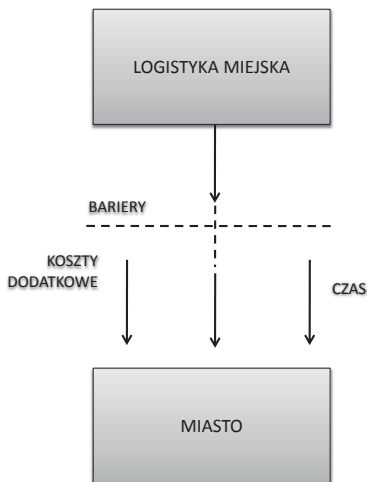 LOGISTYKA MIEJSKA
BARIERY
KOSZTY
DODATKOWE
CZAS
MIASTO